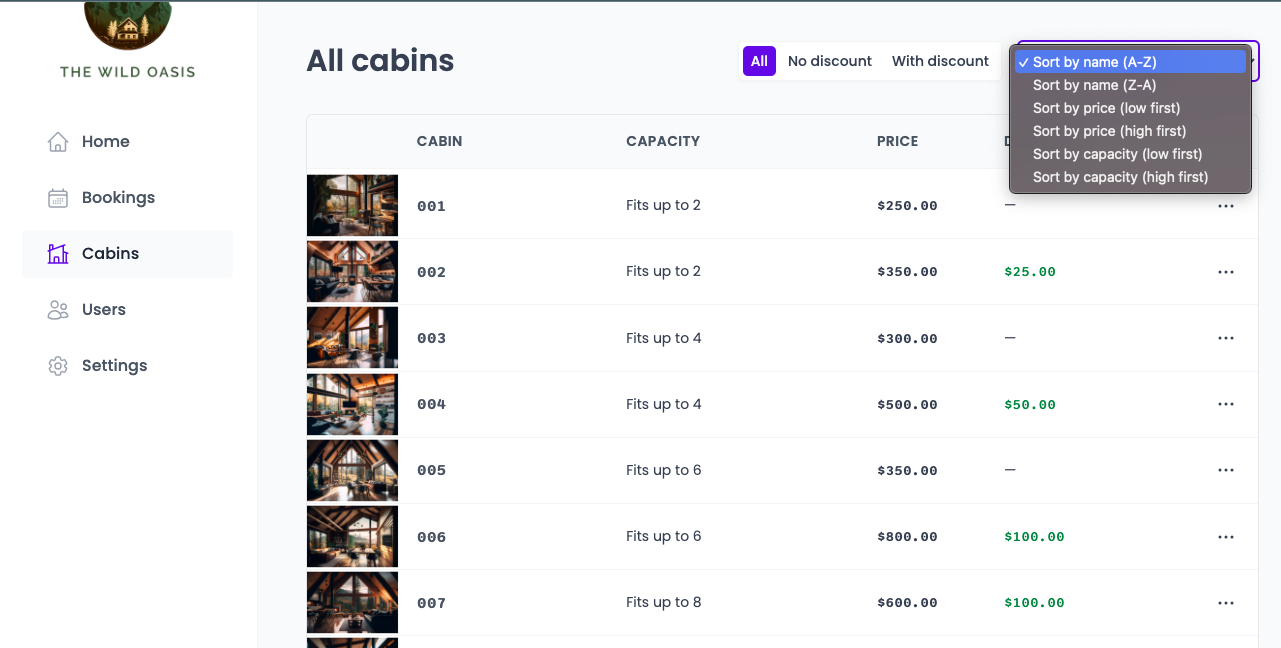 THE WILD OASIS
Home
Bookings
Cabins
Users
Settings
All cabins
All No discount With discount
✓ Sort by name (A-Z)
Sort by name (Z-A)
Sort by price (low first)
Sort by price (high first)
Sort by capacity (low first)
Sort by capacity (high first)
CABIN CAPACITY PRICE
001 Fits up to 2 $250.00 — ...
002 Fits up to 2 $350.00 $25.00 ...
003 Fits up to 4 $300.00 — ...
004 Fits up to 4 $500.00 $50.00 ...
005 Fits up to 6 $350.00 — ...
006 Fits up to 6 $800.00 $100.00 ...
007 Fits up to 8 $600.00 $100.00 ...